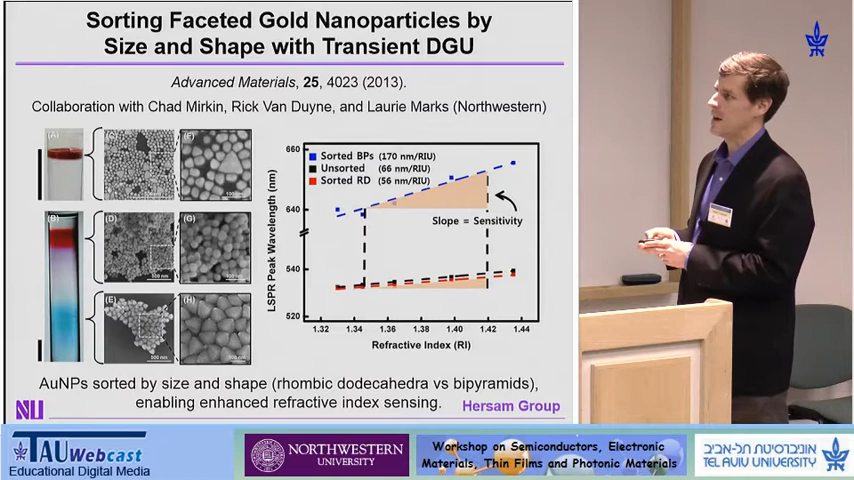 Sorting Faceted Gold Nanoparticles by
Size and Shape with Transient DGU
Advanced Materials, 25, 4023 (2013).
Collaboration with Chad Mirkin, Rick Van Duyne, and Laurie Marks (Northwestern)
(A)
(C)
(F)
(B)
(D)
(G)
(E)
(H)
660
640
540
520
LSPR Peak Wavelength (nm)
Sorted BPs (170 nm/RIU)
Unsorted (66 nm/RIU)
Sorted RD (56 nm/RIU)
Slope = Sensitivity
1.32 1.34 1.36 1.38 1.40 1.42 1.44
Refractive Index (RI)
AuNPs sorted by size and shape (rhombic dodecahedra vs bipyramids),
enabling enhanced refractive index sensing.
NU
Hersam Group
TAU Webcast
Educational Digital Media
NORTHWESTERN
UNIVERSITY
Workshop on Semiconductors, Electronic
Materials, Thin Films and Photonic Materials
אוניברסיטת תל-אביב
TEL AVIV UNIVERSITY